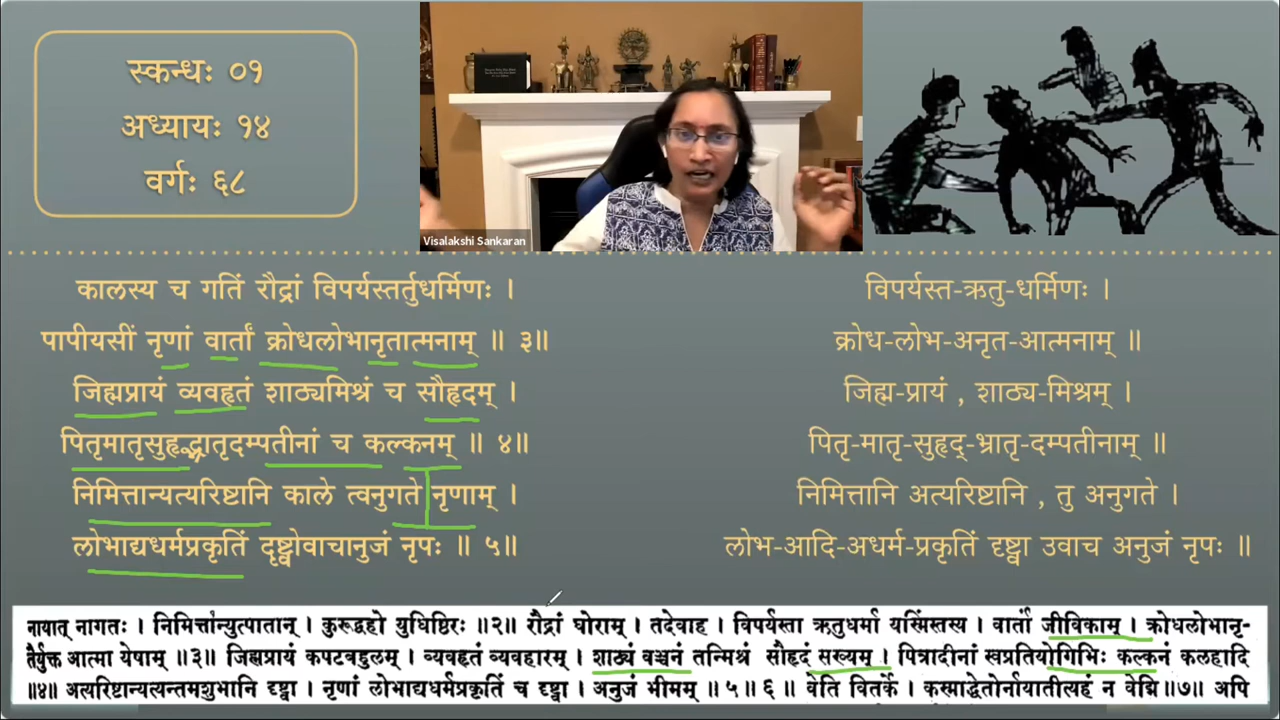 स्कन्धः ०१
अध्यायः १४
वर्गः ६८
Visalakshi Sankaran
कालस्य च गतिं रौद्रां विपर्यस्तर्तुधर्मिणः ।
पापीयसीं नृणां वार्तां क्रोधलोभानृतात्मनाम् ॥ ३॥
जिह्मप्रायं व्यवहृतं शाठ्यमिश्रं च सौहृदम् ।
पितृमातृसुहृद्भ्रातृदम्पतीनां च कल्कनम् ॥ ४॥
निमित्तान्यत्यरिष्टानि काले त्वनुगते नृणाम् ।
लोभाद्यधर्मप्रकृतिं दृष्ट्वोवाचानुजं नृपः ॥ ५॥
विपर्यस्त-ऋतु-धर्मिणः ।
क्रोध-लोभ-अनृत-आत्मनाम् ॥
जिह्म-प्रायं , शाठ्य-मिश्रम् ।
पितृ-मातृ-सुहृद्-भ्रातृ-दम्पतीनाम् ॥
निमित्तानि अत्यरिष्टानि , तु अनुगते ।
लोभ-आदि-अधर्म-प्रकृतिं दृष्ट्वा उवाच अनुजं नृपः ॥
नायात् नागतः । निमित्तान्युत्पातान् । कुरूद्वहो युधिष्ठिरः ॥२॥ रौद्रां घोराम् । तदेवाह । विपर्यस्ता ऋतुधर्मा यस्मिंस्तस्य । वार्तां जीविकाम् । क्रोधलोभानृ-
तैर्युक्त आत्मा येषाम् ॥३॥ जिह्मप्रायं कपटबहुलम् । व्यवहृतं व्यवहारम् । शाठ्यं वञ्चनं तन्मिश्रं सौहृदं सख्यम् । पित्रादीनां स्वप्रतियोगिभिः कल्कनं कलहादि
॥४॥ अत्यरिष्टान्यत्यन्तमशुभानि दृष्ट्वा । नृणां लोभाद्यधर्मप्रकृतिं च दृष्ट्वा । अनुजं भीमम् ॥५॥६॥ वेति वितर्के । कस्माद्धेतोर्नायातीत्यहं न वेद्मि॥७॥ अपि